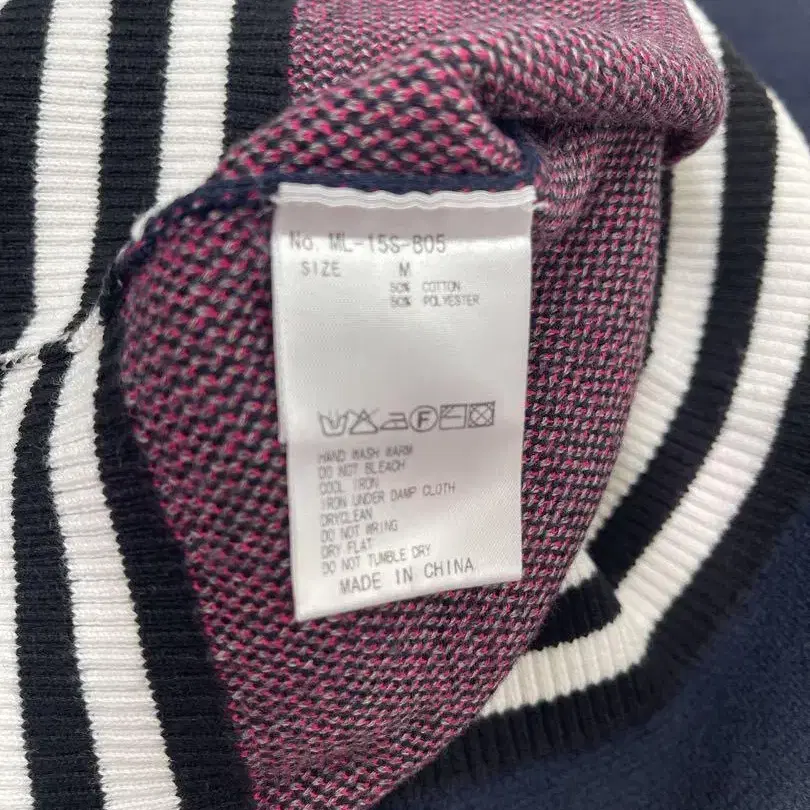 No. ML-15S-B05
SIZE M
50% COTTON
50% POLYESTER
F
HAND WASH WARM
DO NOT BLEACH
COOL IRON
IRON UNDER DAMP CLOTH
DRYCLEAN
DO NOT WRING
DRY FLAT
DO NOT TUMBLE DRY
MADE IN CHINA